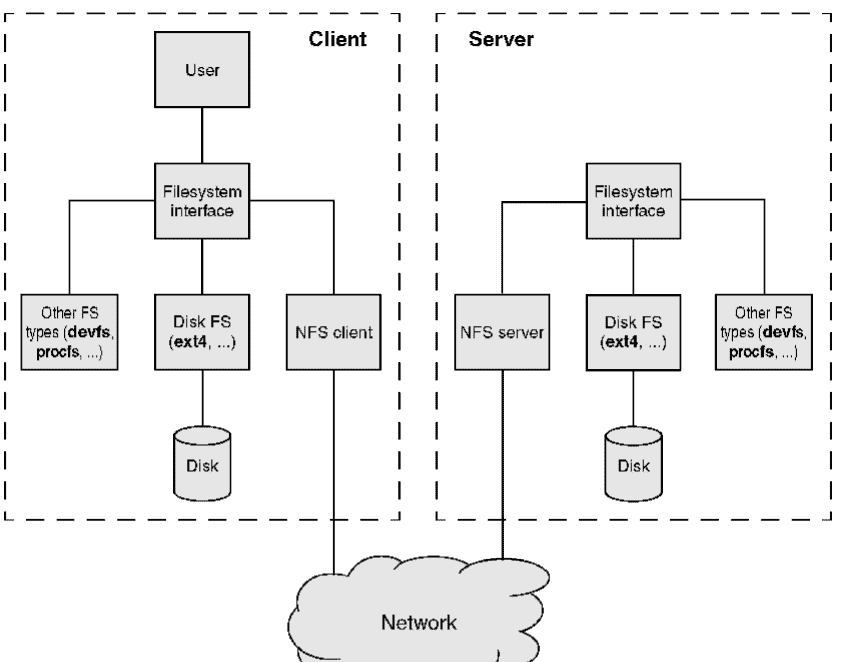 Client
Server
User
Filesystem
interface
Filesystem
interface
Other FS
types (devfs,
procfs, ...)
Disk FS
(ext4, ...)
NFS client
NFS server
Disk FS
(ext4, ...)
Other FS
types (devfs,
procfs, ...)
Disk
Disk
Network